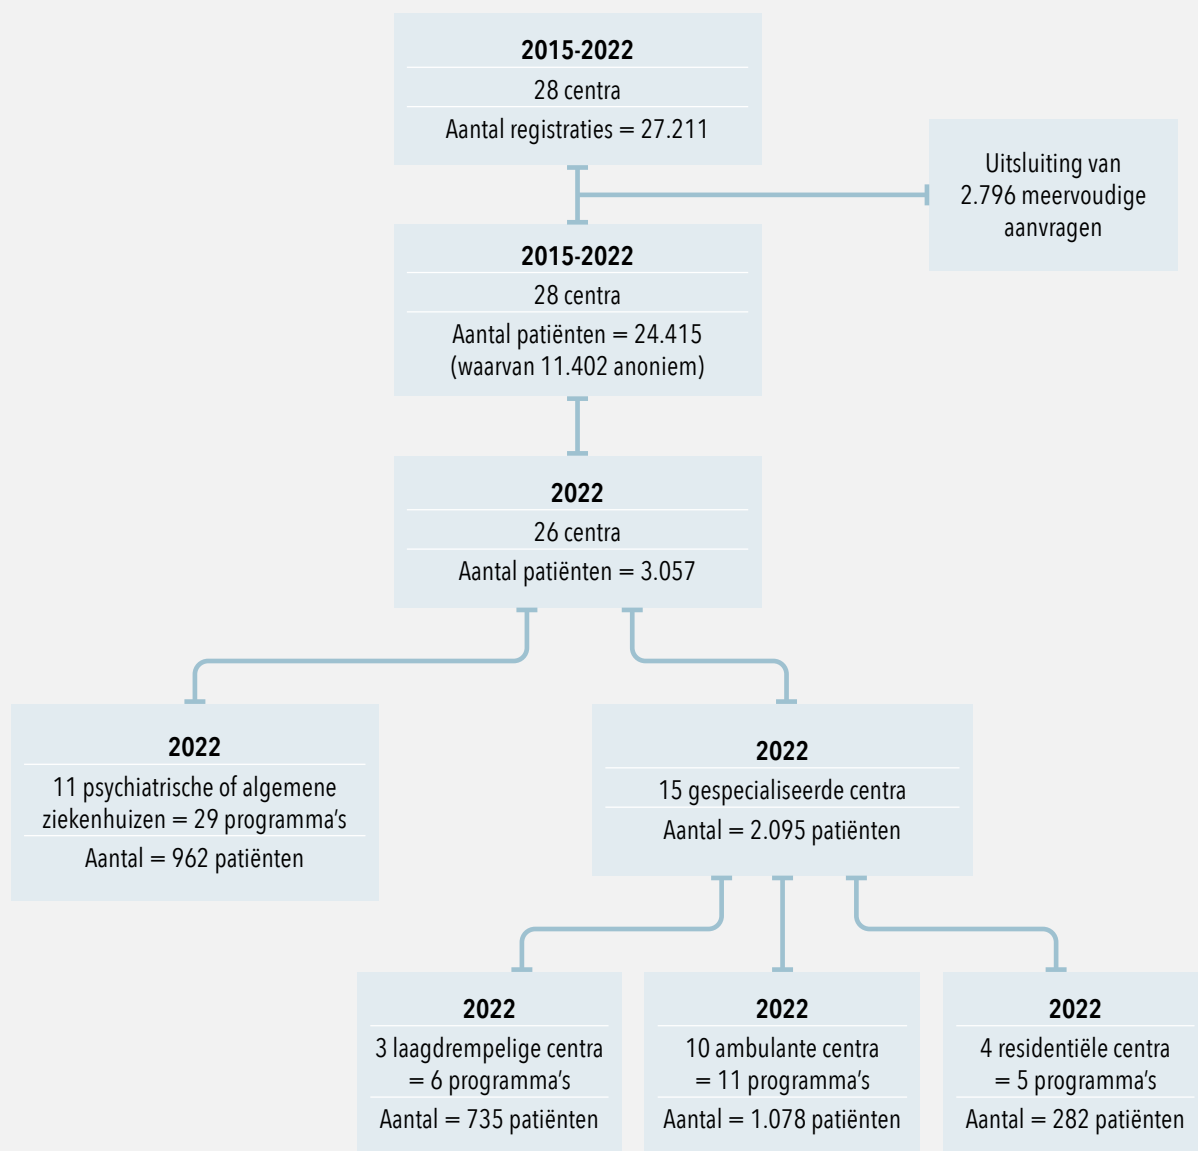 2015-2022
28 centra
Aantal registraties = 27.211
Uitsluiting van
2.796 meervoudige
aanvragen
2015-2022
28 centra
Aantal patiënten = 24.415
(waarvan 11.402 anoniem)
2022
26 centra
Aantal patiënten = 3.057
2022
11 psychiatrische of algemene
ziekenhuizen = 29 programma's
Aantal = 962 patiënten
2022
15 gespecialiseerde centra
Aantal = 2.095 patiënten
2022
3 laagdrempelige centra
= 6 programma's
Aantal = 735 patiënten
2022
10 ambulante centra
= 11 programma's
Aantal = 1.078 patiënten
2022
4 residentiële centra
= 5 programma's
Aantal = 282 patiënten